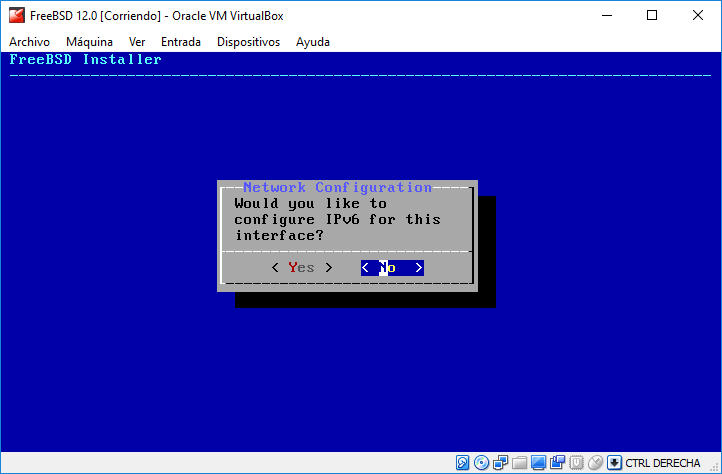 FreeBSD 12.0 [Corriendo] - Oracle VM VirtualBox
Archivo Máquina Ver Entrada Dispositivos Ayuda
FreeBSD Installer
Network Configuration
Would you like to
configure IPv6 for this
interface?
< Yes > < No >
CTRL DERECHA